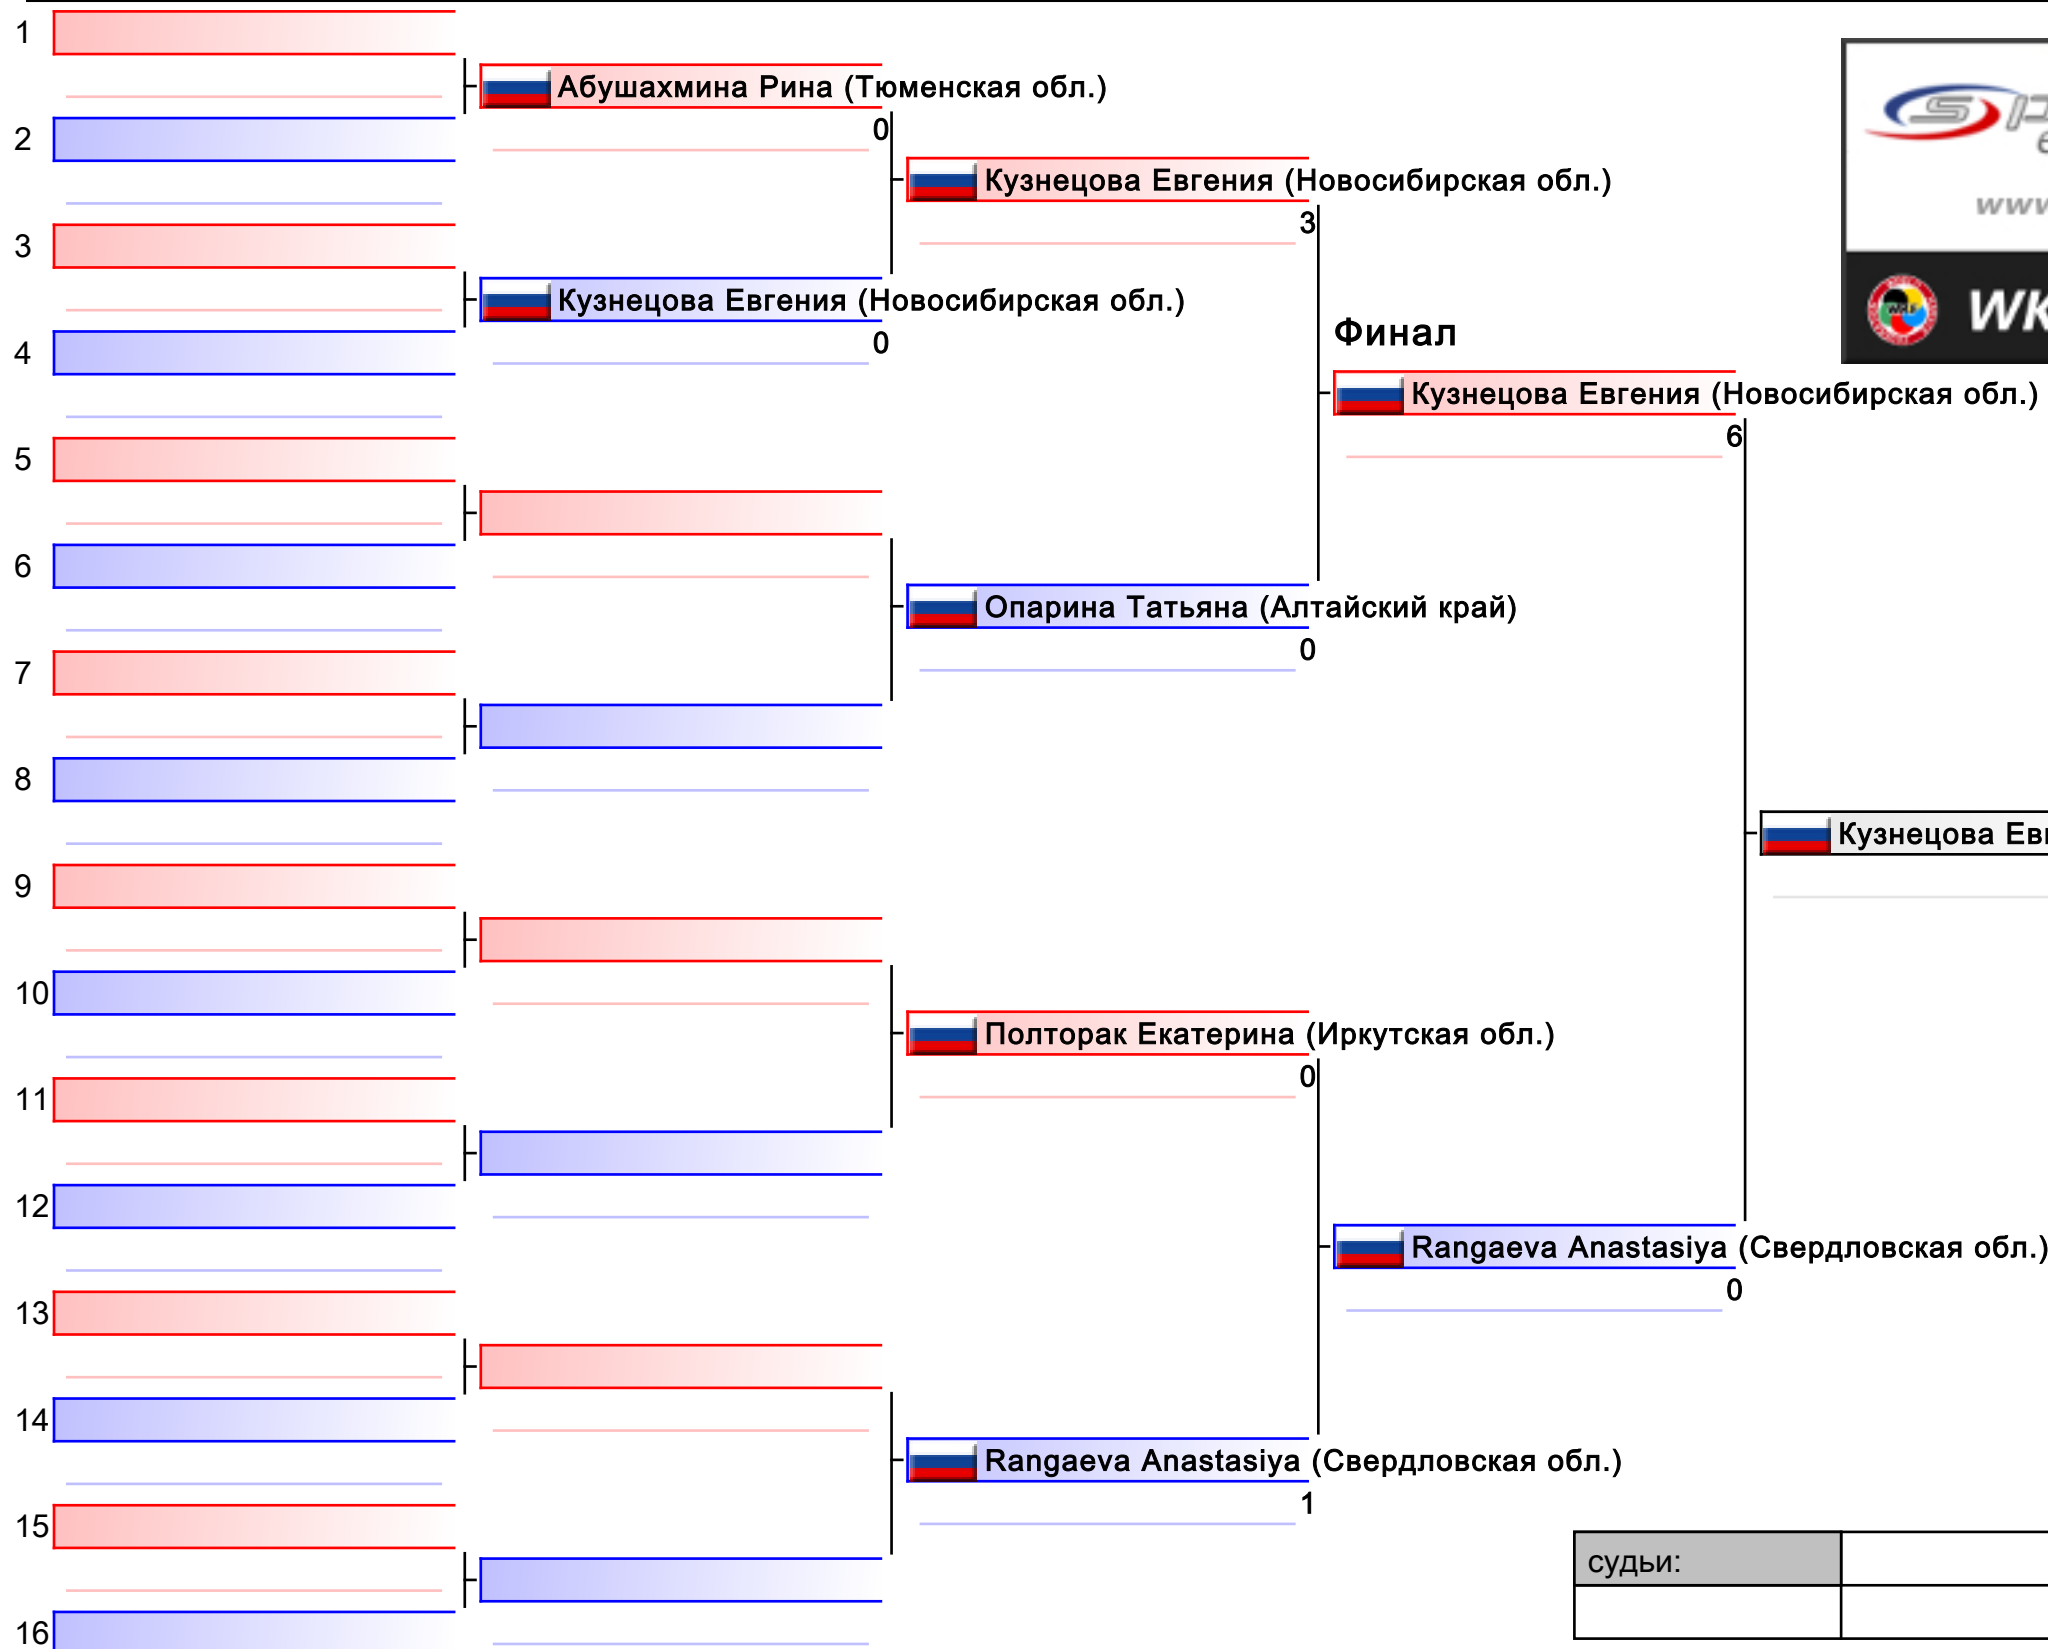 1
Абушахмина Рина (Тюменская обл.)
0
2
Кузнецова Евгения (Новосибирская обл.)
3
www
3
Кузнецова Евгения (Новосибирская обл.)
0
WK
Финал
4
Кузнецова Евгения (Новосибирская обл.)
6
5
6
Опарина Татьяна (Алтайский край)
0
7
8
Кузнецова Евг
9
10
Полторак Екатерина (Иркутская обл.)
0
11
12
Rangaeva Anastasiya (Свердловская обл.)
0
13
14
Rangaeva Anastasiya (Свердловская обл.)
1
15
судьи:
16